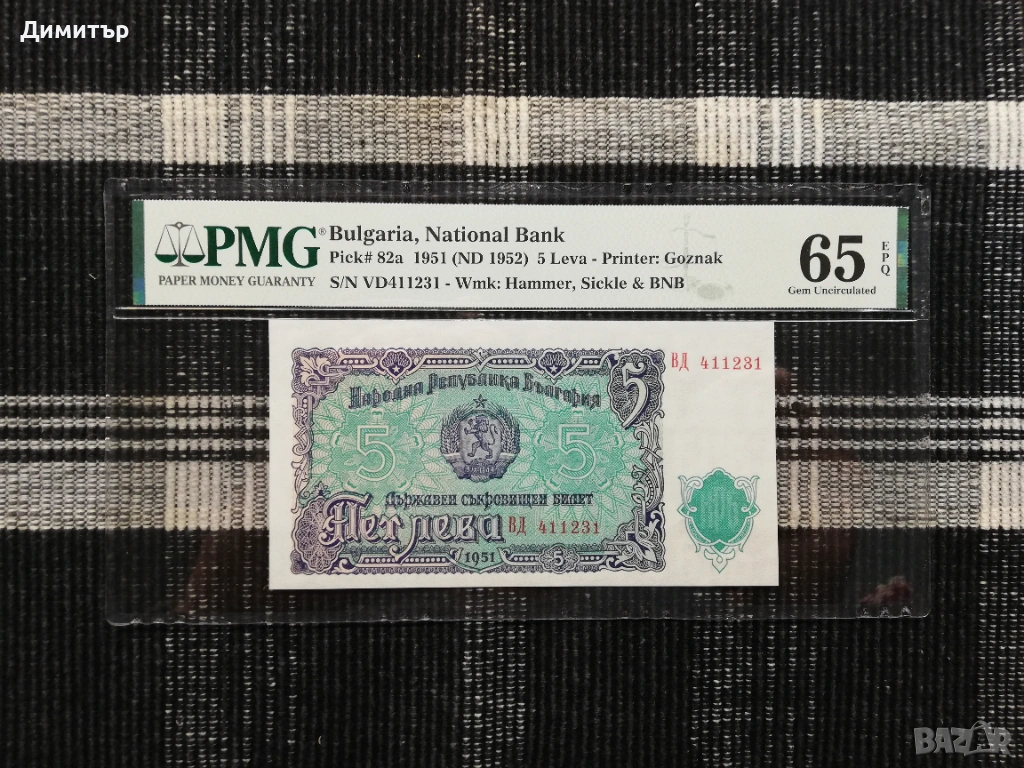 Димитър
PMG®
PAPER MONEY GUARANTY
Bulgaria, National Bank
Pick# 82a 1951 (ND 1952) 5 Leva - Printer: Goznak
S/N VD411231 - Wmk: Hammer, Sickle & BNB
65
EPQ
Gem Uncirculated
5
ВД 411231
Народна Република България
5 5
Държавен съкровищен билет
Пет лева ВД 411231
1951 5
BAZAR